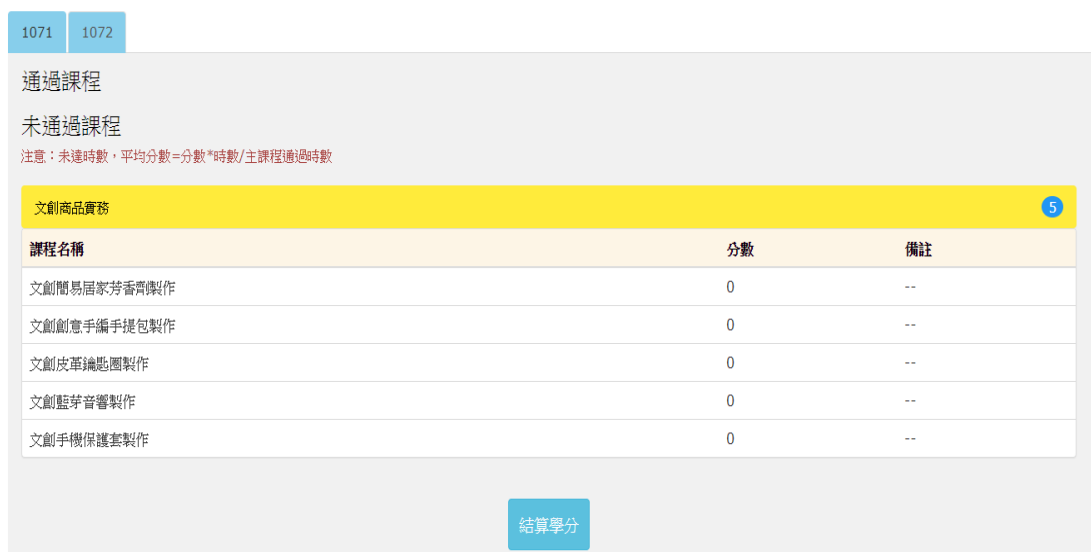 1071 1072
通過課程
未通過課程
注意：未達時數，平均分數=分數*時數/主課程通過時數
文創商品實務 5
課程名稱 分數 備註
文創簡易居家芳香劑製作 0 --
文創創意手編手提包製作 0 --
文創皮革鑰匙圈製作 0 --
文創藍芽音響製作 0 --
文創手機保護套製作 0 --
結算學分